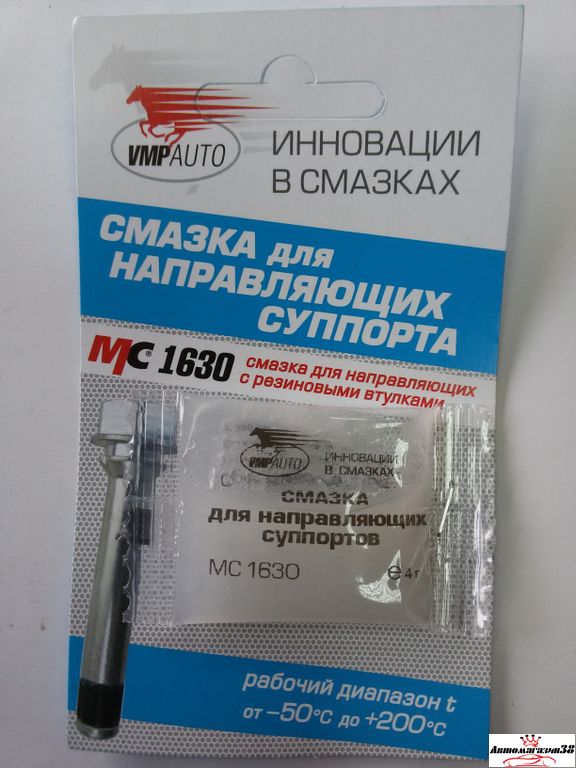 VMPAUTO
ИННОВАЦИИ
В СМАЗКАХ
СМАЗКА для
НАПРАВЛЯЮЩИХ
СУППОРТА
МС® 1630
смазка для направляющих
с резиновыми втулками
VMPAUTO
ИННОВАЦИИ
В СМАЗКАХ
СМАЗКА
для направляющих
суппортов
МС 1630
℮ 4 г
рабочий диапазон t
от –50°С до +200°С
Автомагазин38